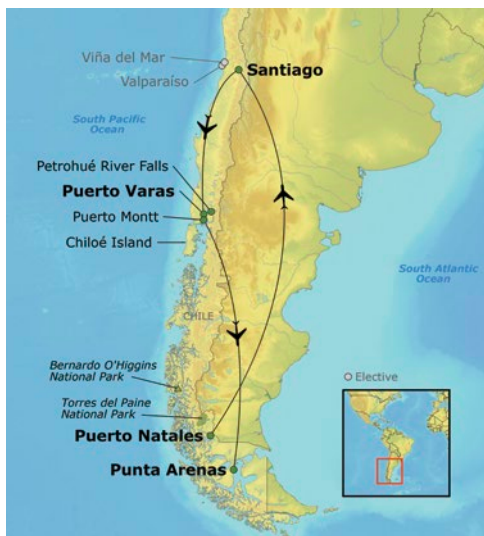 Viña del Mar
Valparaíso
Santiago
South Pacific
Ocean
Petrohué River Falls
Puerto Varas
Puerto Montt
Chiloé Island
South Atlantic
Ocean
CHILE
Bernardo O'Higgins
National Park
Elective
Torres del Paine
National Park
Puerto Natales
Punta Arenas